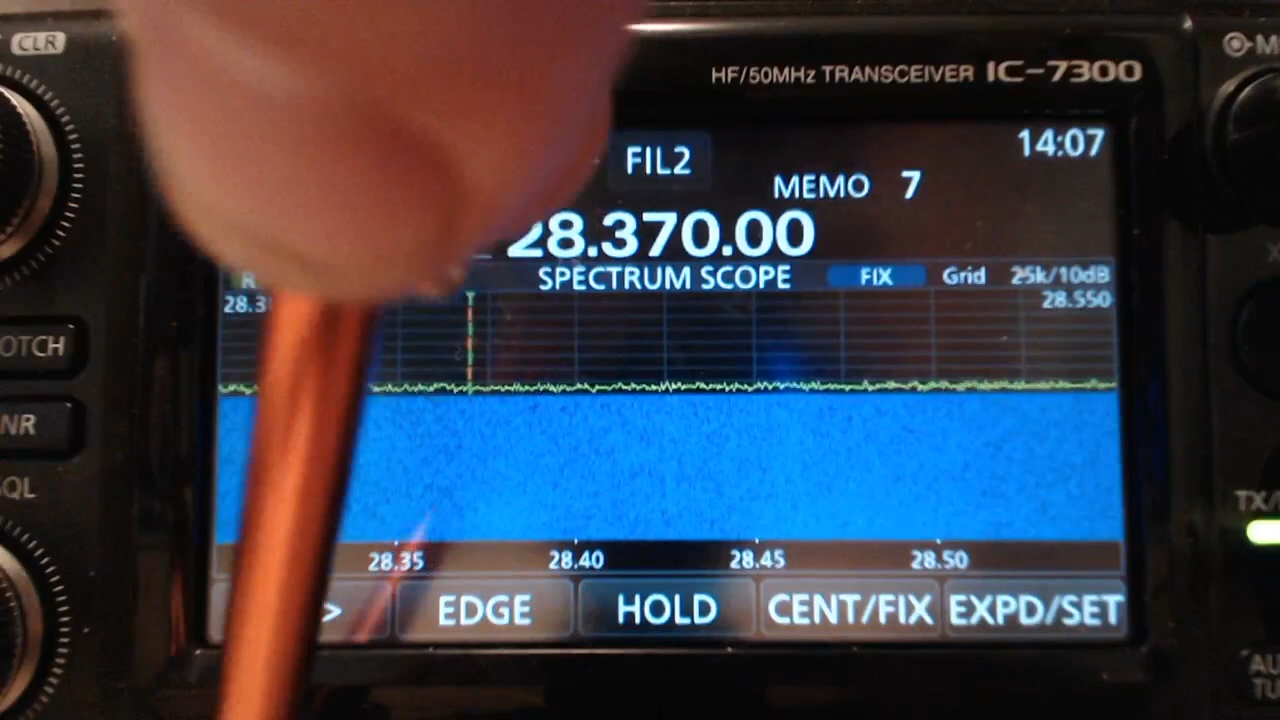 CLR
HF/50MHz TRANSCEIVER IC-7300
FIL2
14:07
MEMO 7
28.370.00
SPECTRUM SCOPE FIX Grid 25k/10dB
28.550
OTCH
NR
28.35 28.40 28.45 28.50
> EDGE HOLD CENT/FIX EXPD/SET